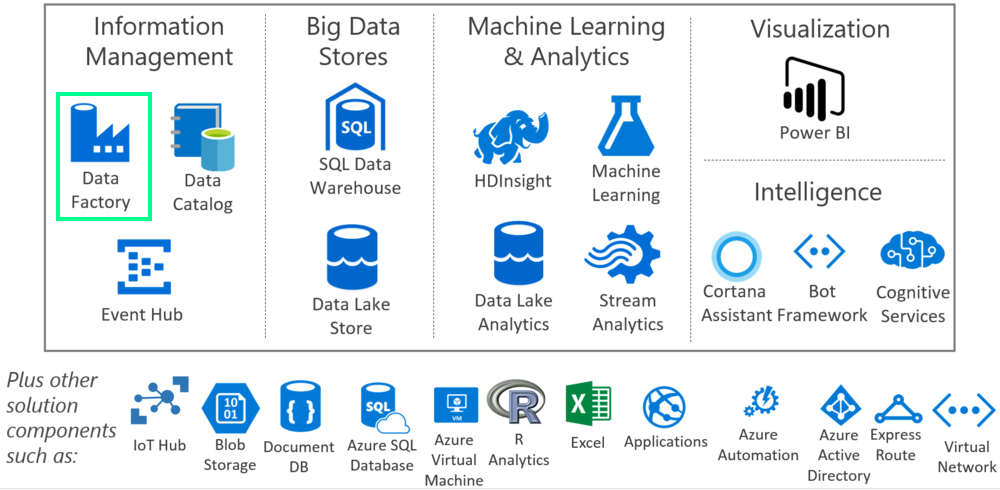 Information
Management
Big Data
Stores
Machine Learning
& Analytics
Visualization
Data
Factory
Data
Catalog
Event Hub
SQL
SQL Data
Warehouse
Data Lake
Store
HDInsight
Machine
Learning
Data Lake
Analytics
Stream
Analytics
Power BI
Intelligence
Cortana
Assistant
Bot
Framework
Cognitive
Services
Plus other
solution
components
such as:
IoT Hub
10
01
Blob
Storage
{ }
Document
DB
SQL
Azure SQL
Database
VM
Azure
Virtual
Machine
R
R
Analytics
X
Excel
Applications
Azure
Automation
Azure
Active
Directory
Express
Route
Virtual
Network